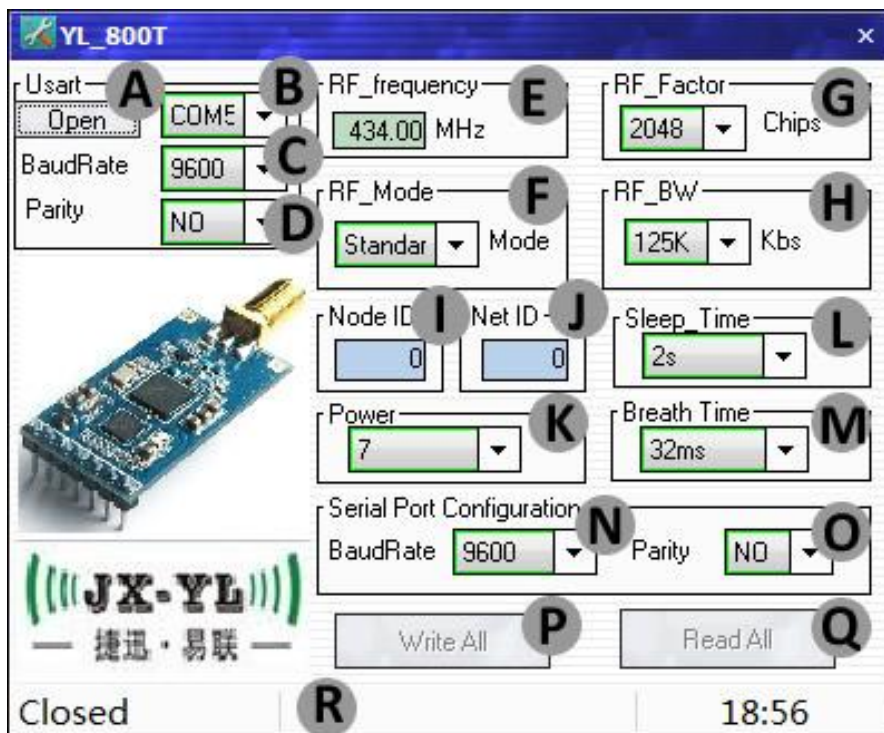 YL_800T
Usart A
Open COM5 B
BaudRate 9600 C
Parity NO D
RF_frequency E
434.00 MHz
RF_Factor G
2048 Chips
RF_Mode F
Standar Mode
RF_BW H
125K Kbs
Node ID I
0
Net ID J
0
Sleep_Time L
2s
Power K
7
Breath Time M
32ms
Serial Port Configuration
BaudRate 9600 N Parity NO O
JX-YL
捷迅·易联
Write All P Read All Q
Closed R 18:56